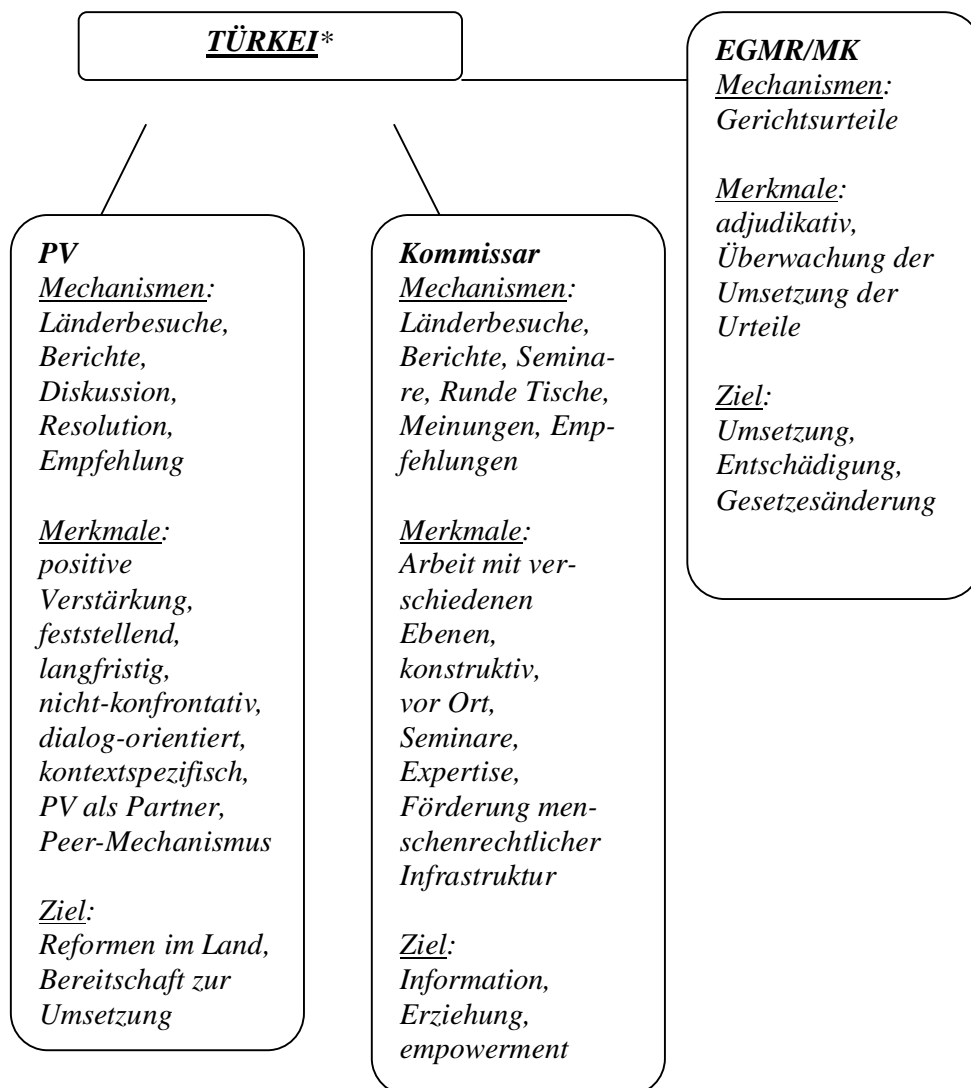 TÜRKEI*
EGMR/MK
Mechanismen:
Gerichtsurteile
Merkmale:
adjudikativ,
Überwachung der
Umsetzung der
Urteile
Ziel:
Umsetzung,
Entschädigung,
Gesetzesänderung
PV
Mechanismen:
Länderbesuche,
Berichte,
Diskussion,
Resolution,
Empfehlung
Merkmale:
positive
Verstärkung,
feststellend,
langfristig,
nicht-konfrontativ,
dialog-orientiert,
kontextspezifisch,
PV als Partner,
Peer-Mechanismus
Ziel:
Reformen im Land,
Bereitschaft zur
Umsetzung
Kommissar
Mechanismen:
Länderbesuche,
Berichte, Semina-
re, Runde Tische,
Meinungen, Emp-
fehlungen
Merkmale:
Arbeit mit ver-
schiedenen
Ebenen,
konstruktiv,
vor Ort,
Seminare,
Expertise,
Förderung men-
schenrechtlicher
Infrastruktur
Ziel:
Information,
Erziehung,
empowerment